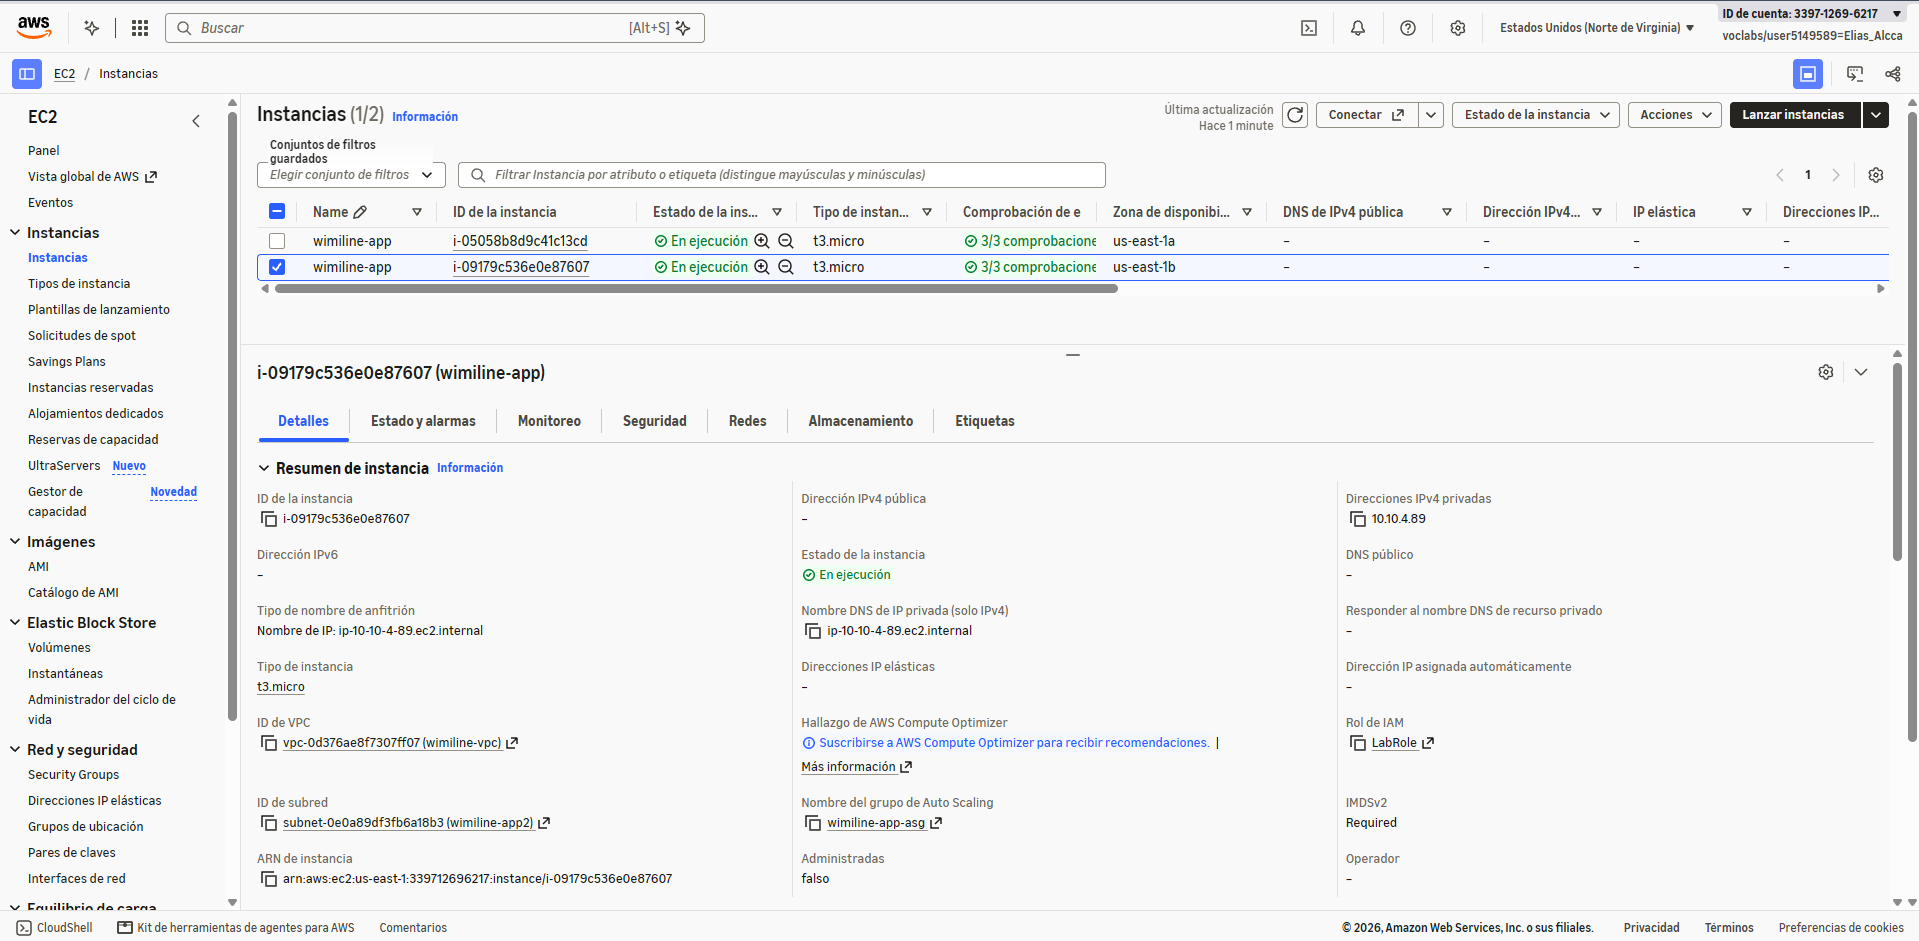 aws
Buscar [Alt+S]
Estados Unidos (Norte de Virginia)
ID de cuenta: 3397-1269-6217
voclabs/user5149589=Elias_Alcca
EC2 / Instancias
EC2
Panel
Vista global de AWS
Eventos
Instancias
Instancias
Tipos de instancia
Plantillas de lanzamiento
Solicitudes de spot
Savings Plans
Instancias reservadas
Alojamientos dedicados
Reservas de capacidad
UltraServers Nuevo
Gestor de capacidad Novedad
Imágenes
AMI
Catálogo de AMI
Elastic Block Store
Volúmenes
Instantáneas
Administrador del ciclo de vida
Red y seguridad
Security Groups
Direcciones IP elásticas
Grupos de ubicación
Pares de claves
Interfaces de red
Equilibrio de carga
Instancias (1/2) Información
Última actualización
Hace 1 minute
Conectar
Estado de la instancia
Acciones
Lanzar instancias
Conjuntos de filtros guardados
Elegir conjunto de filtros
Filtrar Instancia por atributo o etiqueta (distingue mayúsculas y minúsculas)
1
Name ID de la instancia Estado de la ins... Tipo de instan... Comprobación de e Zona de disponibi... DNS de IPv4 pública Dirección IPv4... IP elástica Direcciones IP...
wimiline-app i-05058b8d9c41c13cd En ejecución t3.micro 3/3 comprobacione us-east-1a – – – –
wimiline-app i-09179c536e0e87607 En ejecución t3.micro 3/3 comprobacione us-east-1b – – – –
i-09179c536e0e87607 (wimiline-app)
Detalles Estado y alarmas Monitoreo Seguridad Redes Almacenamiento Etiquetas
Resumen de instancia Información
ID de la instancia
i-09179c536e0e87607
Dirección IPv4 pública
–
Direcciones IPv4 privadas
10.10.4.89
Dirección IPv6
–
Estado de la instancia
En ejecución
DNS público
–
Tipo de nombre de anfitrión
Nombre de IP: ip-10-10-4-89.ec2.internal
Nombre DNS de IP privada (solo IPv4)
ip-10-10-4-89.ec2.internal
Responder al nombre DNS de recurso privado
–
Tipo de instancia
t3.micro
Direcciones IP elásticas
–
Dirección IP asignada automáticamente
–
ID de VPC
vpc-0d376ae8f7307ff07 (wimiline-vpc)
Hallazgo de AWS Compute Optimizer
Suscribirse a AWS Compute Optimizer para recibir recomendaciones. |
Más información
Rol de IAM
LabRole
ID de subred
subnet-0e0a89df3fb6a18b3 (wimiline-app2)
Nombre del grupo de Auto Scaling
wimiline-app-asg
IMDSv2
Required
ARN de instancia
arn:aws:ec2:us-east-1:339712696217:instance/i-09179c536e0e87607
Administradas
falso
Operador
–
CloudShell Kit de herramientas de agentes para AWS Comentarios
© 2026, Amazon Web Services, Inc. o sus filiales. Privacidad Términos Preferencias de cookies